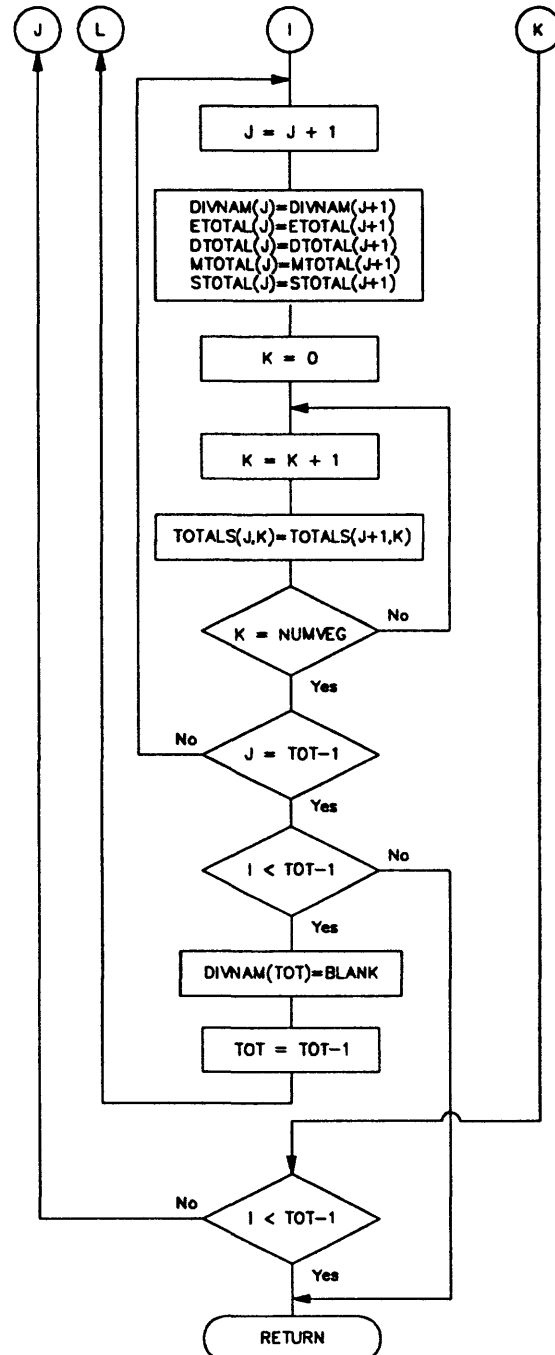 J L I K
J = J + 1
DIVNAM(J)=DIVNAM(J+1)
ETOTAL(J)=ETOTAL(J+1)
DTOTAL(J)=DTOTAL(J+1)
MTOTAL(J)=MTOTAL(J+1)
STOTAL(J)=STOTAL(J+1)
K = 0
K = K + 1
TOTALS(J,K)=TOTALS(J+1,K)
K = NUMVEG
No
Yes
No
J = TOT-1
Yes
I < TOT-1
No
Yes
DIVNAM(TOT)=BLANK
TOT = TOT-1
No
I < TOT-1
Yes
RETURN